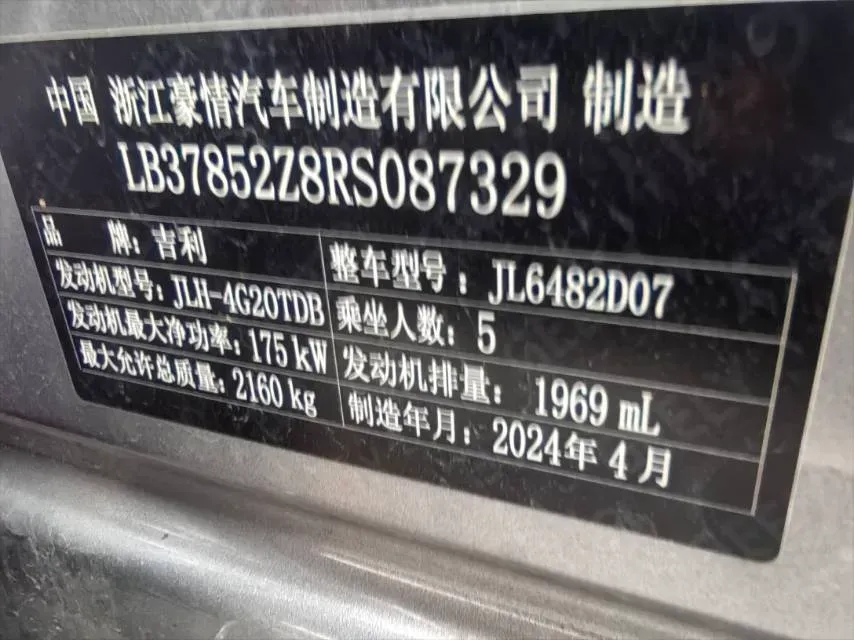 中国 浙江豪情汽车制造有限公司 制造
LB37852Z8RS087329
品 牌：吉利
整车型号：JL6482D07
发动机型号：JLH-4G20TDB
乘坐人数：5
发动机最大净功率：175 kW
发动机排量：1969 mL
最大允许总质量：2160 kg
制造年月：2024年4月